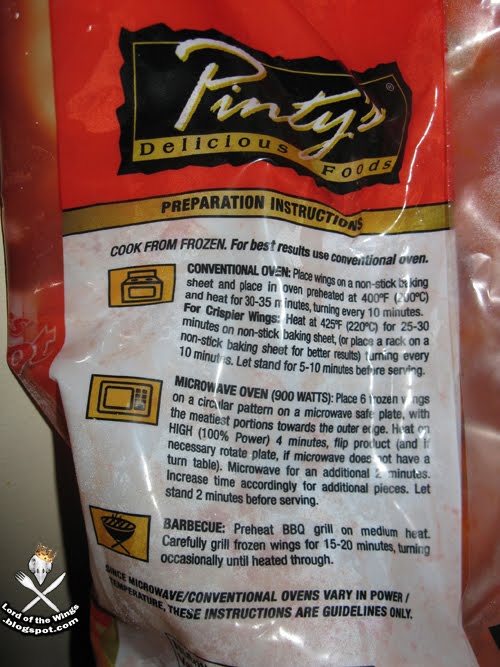 Pinty's®
Delicious Foods
PREPARATION INSTRUCTIONS
COOK FROM FROZEN. For best results use conventional oven.
CONVENTIONAL OVEN: Place wings on a non-stick baking
sheet and place in oven preheated at 400°F (200°C)
and heat for 30-35 minutes, turning every 10 minutes.
For Crispier Wings: Heat at 425°F (220°C) for 25-30
minutes on non-stick baking sheet, (or place a rack on a
non-stick baking sheet for better results) turning every
10 minutes. Let stand for 5-10 minutes before serving.
MICROWAVE OVEN (900 WATTS): Place 6 frozen wings
on a circular pattern on a microwave safe plate, with
the meatiest portions towards the outer edge. Heat on
HIGH (100% Power) 4 minutes, flip product (and if
necessary rotate plate, if microwave does not have a
turn table). Microwave for an additional 2 minutes.
Increase time accordingly for additional pieces. Let
stand 2 minutes before serving.
BARBECUE: Preheat BBQ grill on medium heat.
Carefully grill frozen wings for 15-20 minutes, turning
occasionally until heated through.
SINCE MICROWAVE/CONVENTIONAL OVENS VARY IN POWER /
TEMPERATURE, THESE INSTRUCTIONS ARE GUIDELINES ONLY.
Lord of the Wings
.blogspot.com